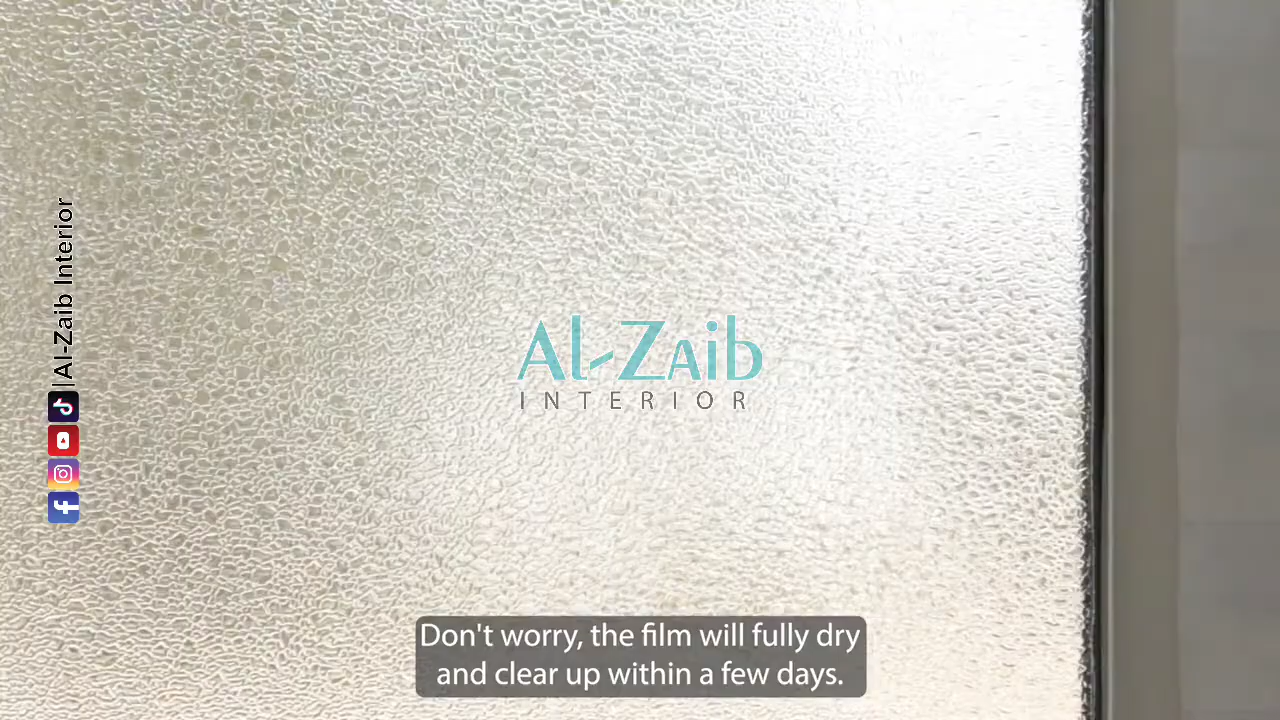 |Al-Zaib Interior
Al-Zaib
INTERIOR
Don't worry, the film will fully dry
and clear up within a few days.